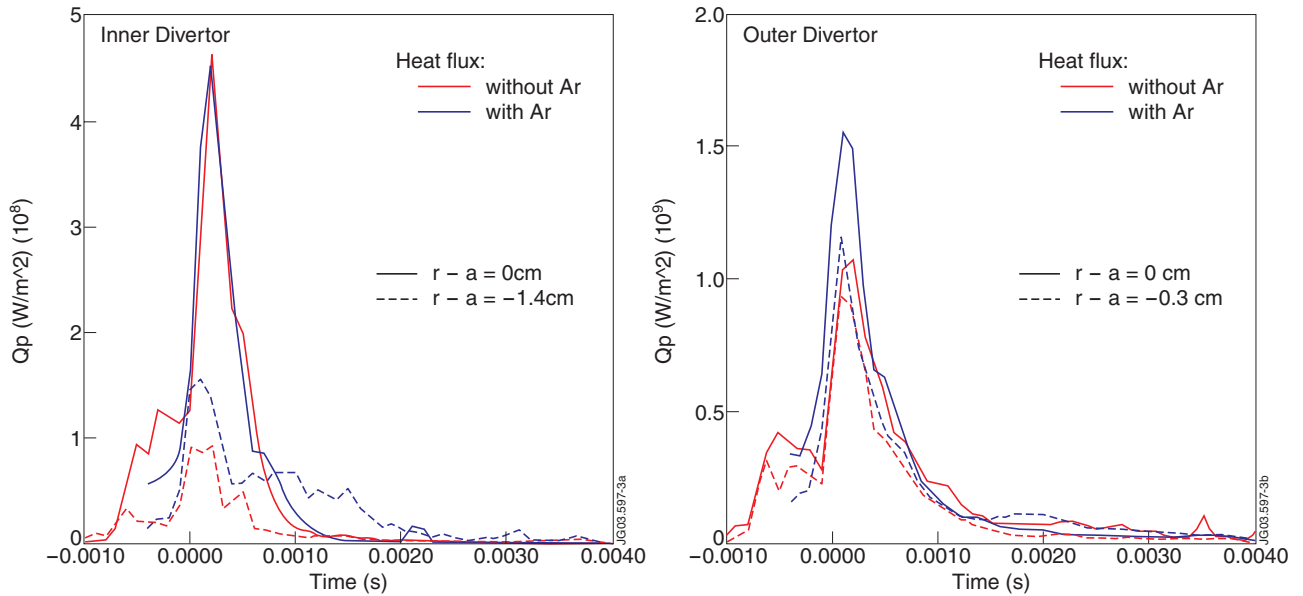 Inner Divertor
Heat flux:
without Ar
with Ar
r – a = 0cm
r – a = –1.4cm
Qp (W/m^2) (10⁸)
5
4
3
2
1
0
–0.0010
0.0000
0.0010
0.0020
0.0030
0.0040
Time (s)
JG03.5597-3a
Outer Divertor
Heat flux:
without Ar
with Ar
r – a = 0 cm
r – a = –0.3 cm
Qp (W/m^2) (10⁹)
2.0
1.5
1.0
0.5
0
–0.0010
0.0000
0.0010
0.0020
0.0030
0.0040
Time (s)
JG03.5597-3b